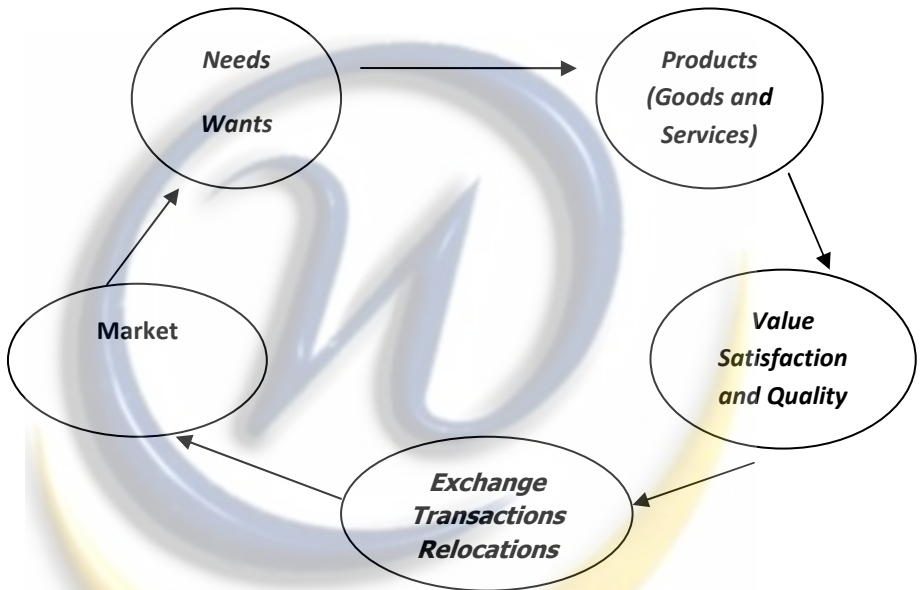 Needs
Wants
Products
(Goods and
Services)
Value
Satisfaction
and Quality
Exchange
Transactions
Relocations
Market